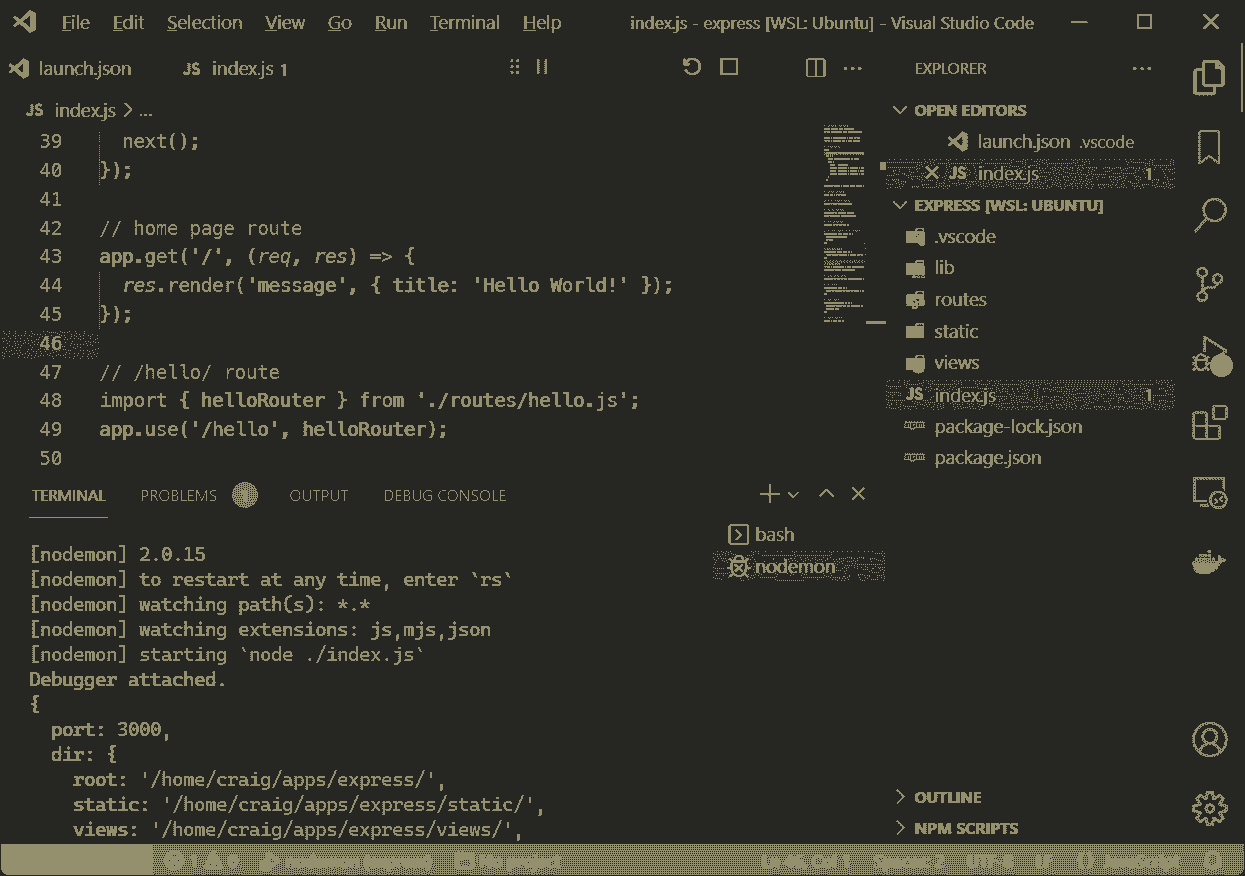 File Edit Selection View Go Run Terminal Help index.js - express [WSL: Ubuntu] - Visual Studio Code
launch.json JS index.js 1
JS index.js > ...
39 next();
40 });
41
42 // home page route
43 app.get('/', (req, res) => {
44 res.render('message', { title: 'Hello World!' });
45 });
46
47 // /hello/ route
48 import { helloRouter } from './routes/hello.js';
49 app.use('/hello', helloRouter);
50
EXPLORER ...
OPEN EDITORS
launch.json .vscode
JS index.js 1
EXPRESS [WSL: UBUNTU]
.vscode
lib
routes
static
views
JS index.js 1
package-lock.json
package.json
TERMINAL PROBLEMS 1 OUTPUT DEBUG CONSOLE
bash
nodemon
[nodemon] 2.0.15
[nodemon] to restart at any time, enter `rs`
[nodemon] watching path(s): *.*
[nodemon] watching extensions: js,mjs,json
[nodemon] starting `node ./index.js`
Debugger attached.
{
port: 3000,
dir: {
root: '/home/craig/apps/express/',
static: '/home/craig/apps/express/static/',
views: '/home/craig/apps/express/views/',
OUTLINE
NPM SCRIPTS